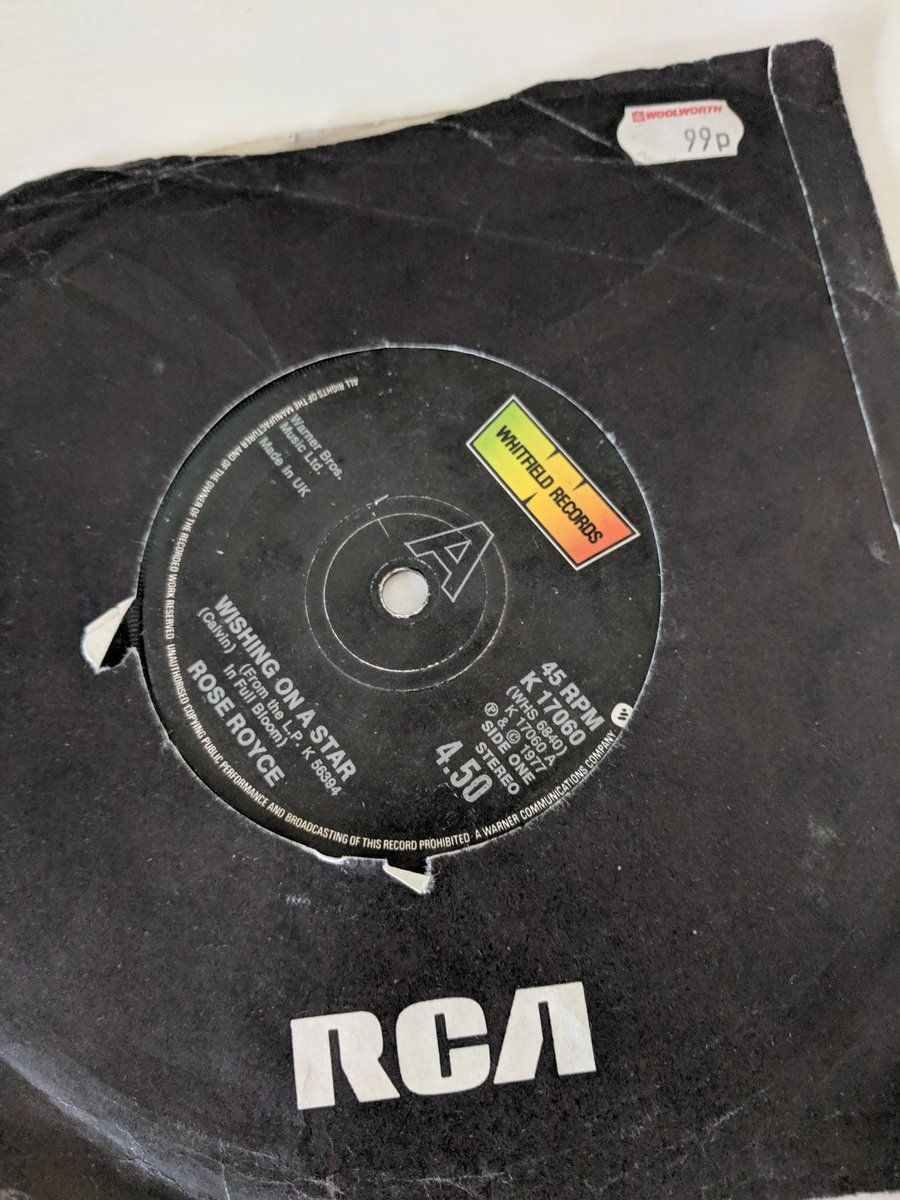 WOOLWORTH
99p
WHITFIELD RECORDS
Warner Bros.
Music Ltd.
Made in UK
A
45 RPM
K 17060
(WHS 6840)
K 17060 A
℗ & © 1977
SIDE ONE
STEREO
4.50
WISHING ON A STAR
(Calvin)
(From the L.P. K 56394
In Full Bloom)
ROSE ROYCE
ALL RIGHTS OF THE MANUFACTURER AND OF THE OWNER OF THE RECORDED WORK RESERVED · UNAUTHORISED COPYING PUBLIC PERFORMANCE AND BROADCASTING OF THIS RECORD PROHIBITED · A WARNER COMMUNICATIONS COMPANY
RCA